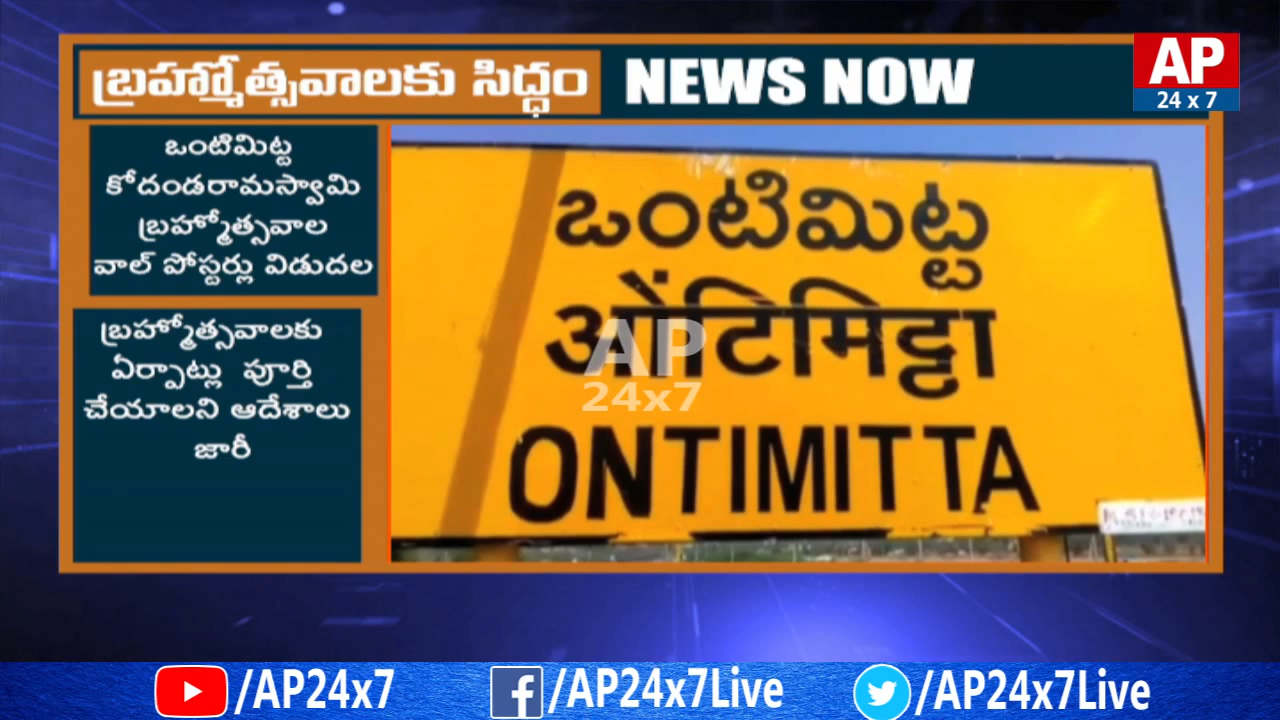 బ్రహ్మోత్సవాలకు సిద్ధం NEWS NOW
AP
24 x 7
ఒంటిమిట్ట
కోదండరామస్వామి
బ్రహ్మోత్సవాల
వాల్ పోస్టర్లు విడుదల
బ్రహ్మోత్సవాలకు
ఏర్పాట్లు పూర్తి
చేయాలని ఆదేశాలు
జారీ
ఒంటిమిట్ట
ओंटिमिट्टा
ONTIMITTA
AP
24x7
/AP24x7 /AP24x7Live /AP24x7Live